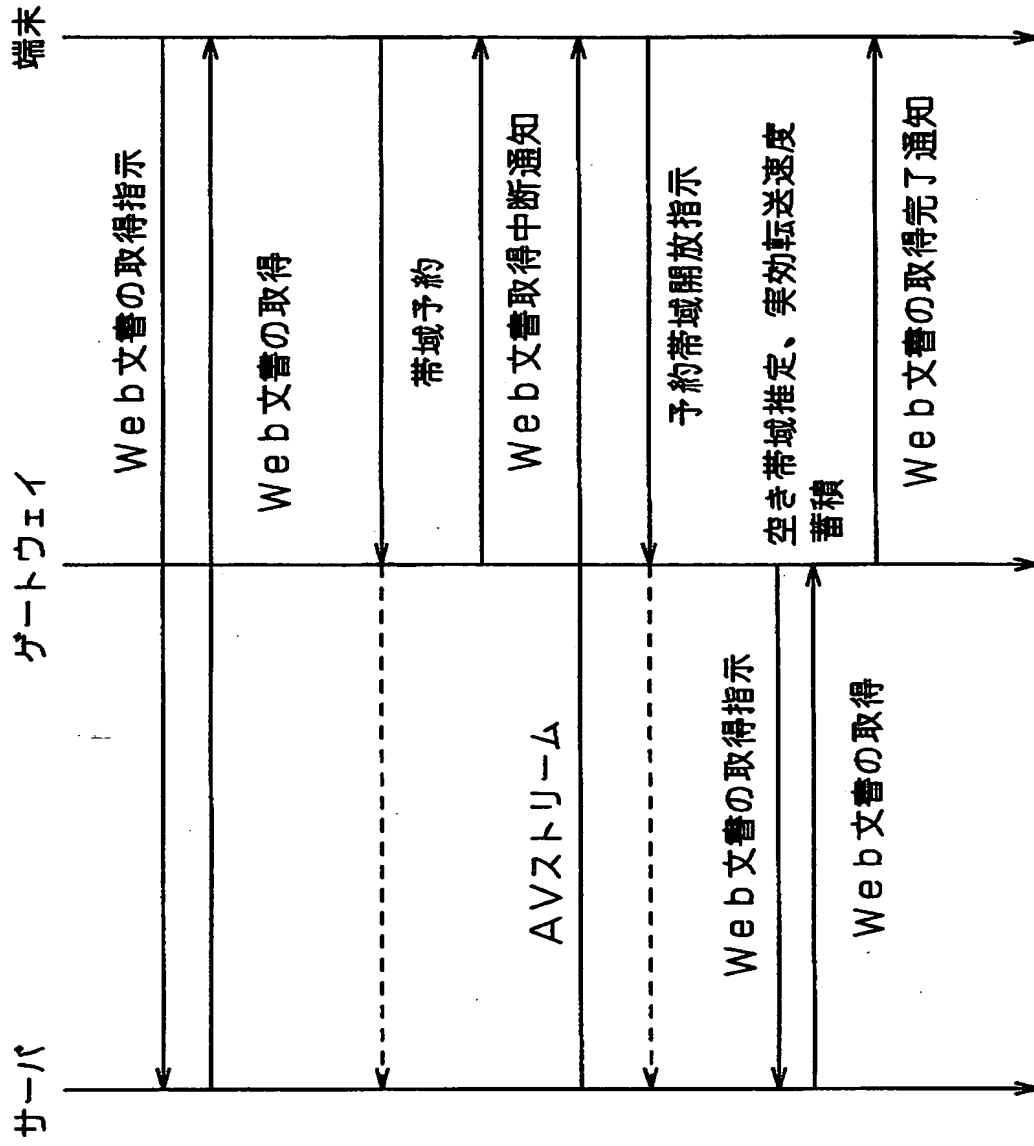 サーバ
ゲートウェイ
端末
Web文書の取得指示
Web文書の取得
帯域予約
Web文書取得中断通知
AVストリーム
予約帯域開放指示
Web文書の取得指示
空き帯域推定、実効転送速度
蓄積
Web文書の取得
Web文書の取得完了通知